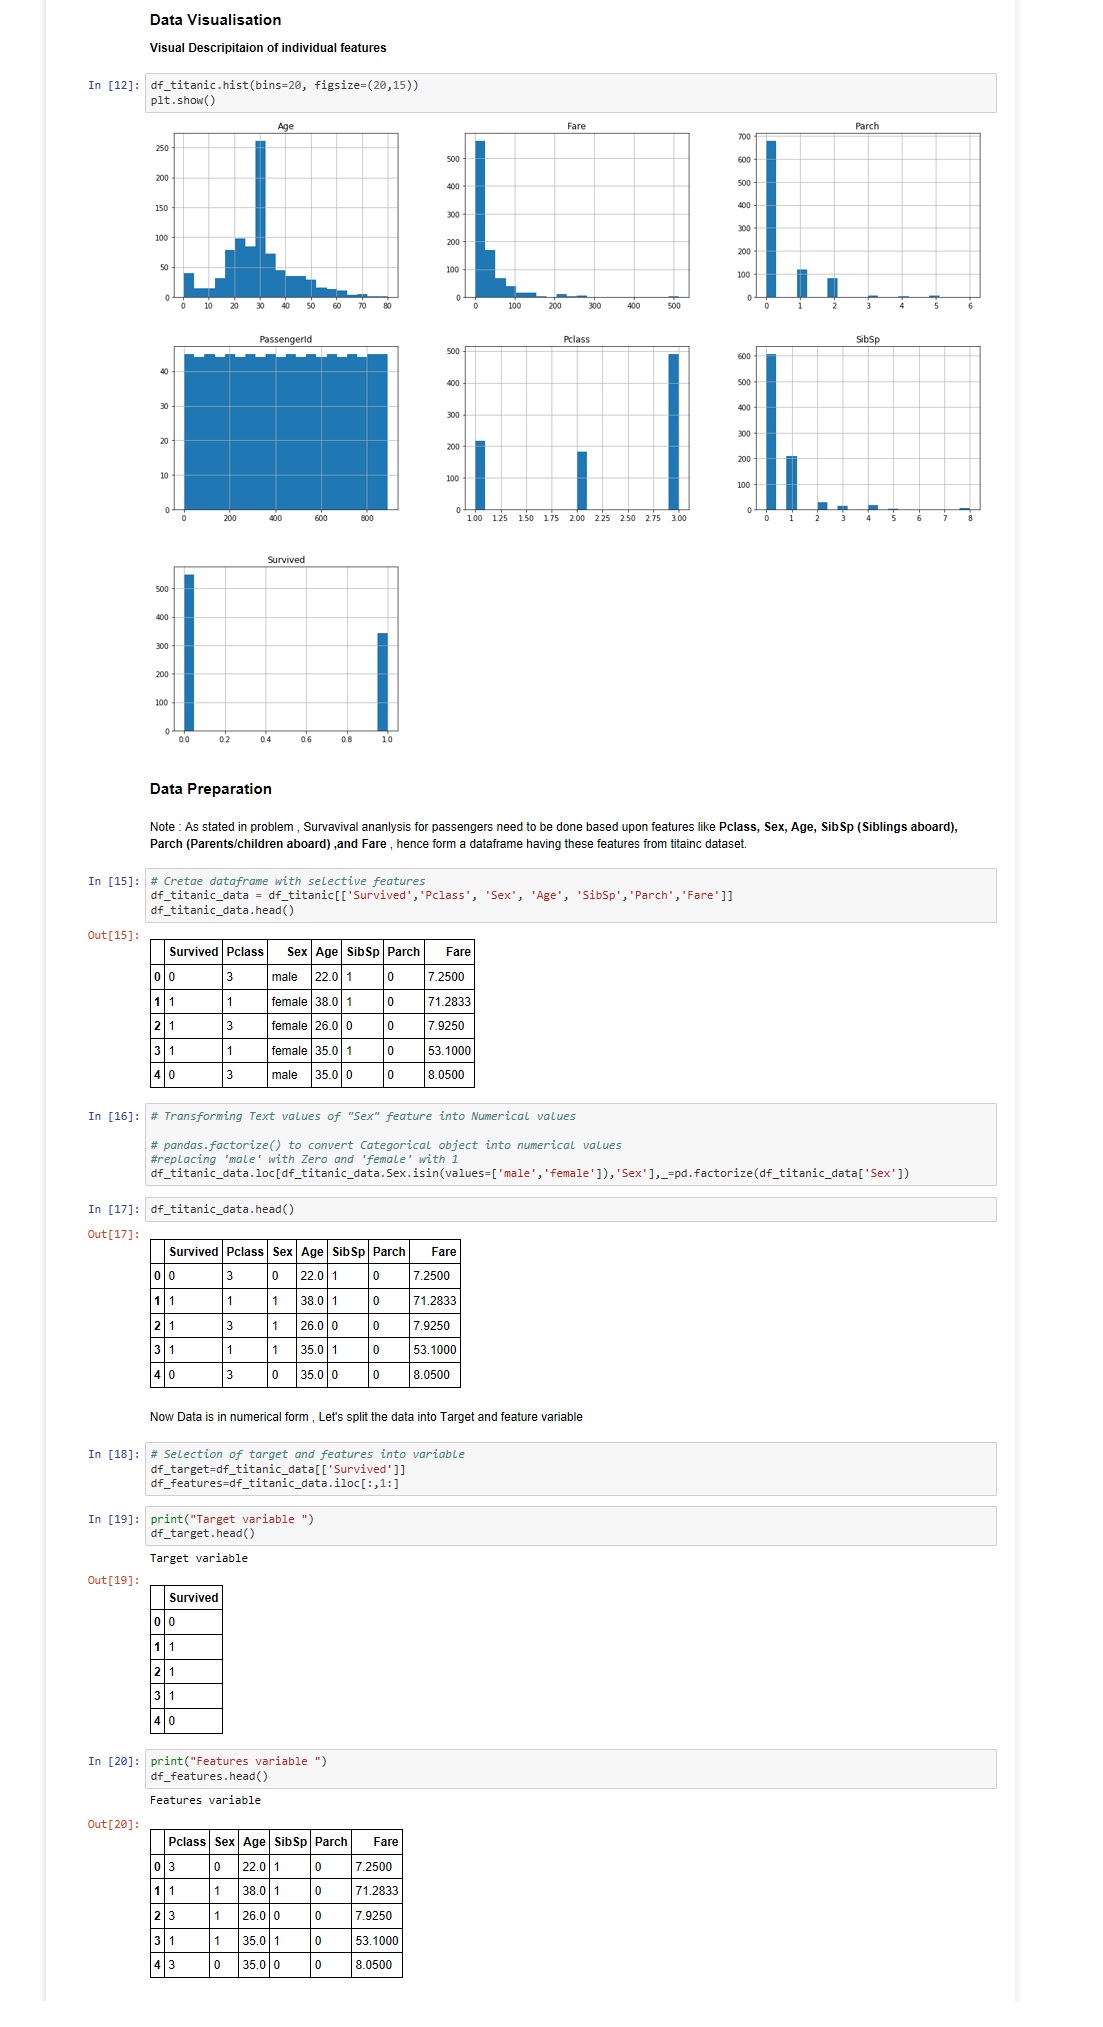 Data Visualisation
Visual Descripitaion of individual features
In [12]: df_titanic.hist(bins=20, figsize=(20,15))
plt.show()
Age
250
200
150
100
50
0
0 10 20 30 40 50 60 70 80
Fare
500
400
300
200
100
0
0 100 200 300 400 500
Parch
700
600
500
400
300
200
100
0
0 1 2 3 4 5 6
PassengerId
40
30
20
10
0
0 200 400 600 800
Pclass
500
400
300
200
100
0
1.00 1.25 1.50 1.75 2.00 2.25 2.50 2.75 3.00
SibSp
600
500
400
300
200
100
0
0 1 2 3 4 5 6 7 8
Survived
500
400
300
200
100
0
0.0 0.2 0.4 0.6 0.8 1.0
Data Preparation
Note : As stated in problem , Survavival ananlysis for passengers need to be done based upon features like Pclass, Sex, Age, SibSp (Siblings aboard),
Parch (Parents/children aboard) ,and Fare , hence form a dataframe having these features from titainc dataset.
In [15]: # Cretae dataframe with selective features
df_titanic_data = df_titanic[['Survived','Pclass', 'Sex', 'Age', 'SibSp','Parch','Fare']]
df_titanic_data.head()
Out[15]:
Survived Pclass Sex Age SibSp Parch Fare
0 0 3 male 22.0 1 0 7.2500
1 1 1 female 38.0 1 0 71.2833
2 1 3 female 26.0 0 0 7.9250
3 1 1 female 35.0 1 0 53.1000
4 0 3 male 35.0 0 0 8.0500
In [16]: # Transforming Text values of "Sex" feature into Numerical values
# pandas.factorize() to convert Categorical object into numerical values
#replacing 'male' with Zero and 'female' with 1
df_titanic_data.loc[df_titanic_data.Sex.isin(values=['male','female']),'Sex'],_=pd.factorize(df_titanic_data['Sex'])
In [17]: df_titanic_data.head()
Out[17]:
Survived Pclass Sex Age SibSp Parch Fare
0 0 3 0 22.0 1 0 7.2500
1 1 1 1 38.0 1 0 71.2833
2 1 3 1 26.0 0 0 7.9250
3 1 1 1 35.0 1 0 53.1000
4 0 3 0 35.0 0 0 8.0500
Now Data is in numerical form , Let's split the data into Target and feature variable
In [18]: # Selection of target and features into variable
df_target=df_titanic_data[['Survived']]
df_features=df_titanic_data.iloc[:,1:]
In [19]: print("Target variable ")
df_target.head()
Target variable
Out[19]:
Survived
0 0
1 1
2 1
3 1
4 0
In [20]: print("Features variable ")
df_features.head()
Features variable
Out[20]:
Pclass Sex Age SibSp Parch Fare
0 3 0 22.0 1 0 7.2500
1 1 1 38.0 1 0 71.2833
2 3 1 26.0 0 0 7.9250
3 1 1 35.0 1 0 53.1000
4 3 0 35.0 0 0 8.0500